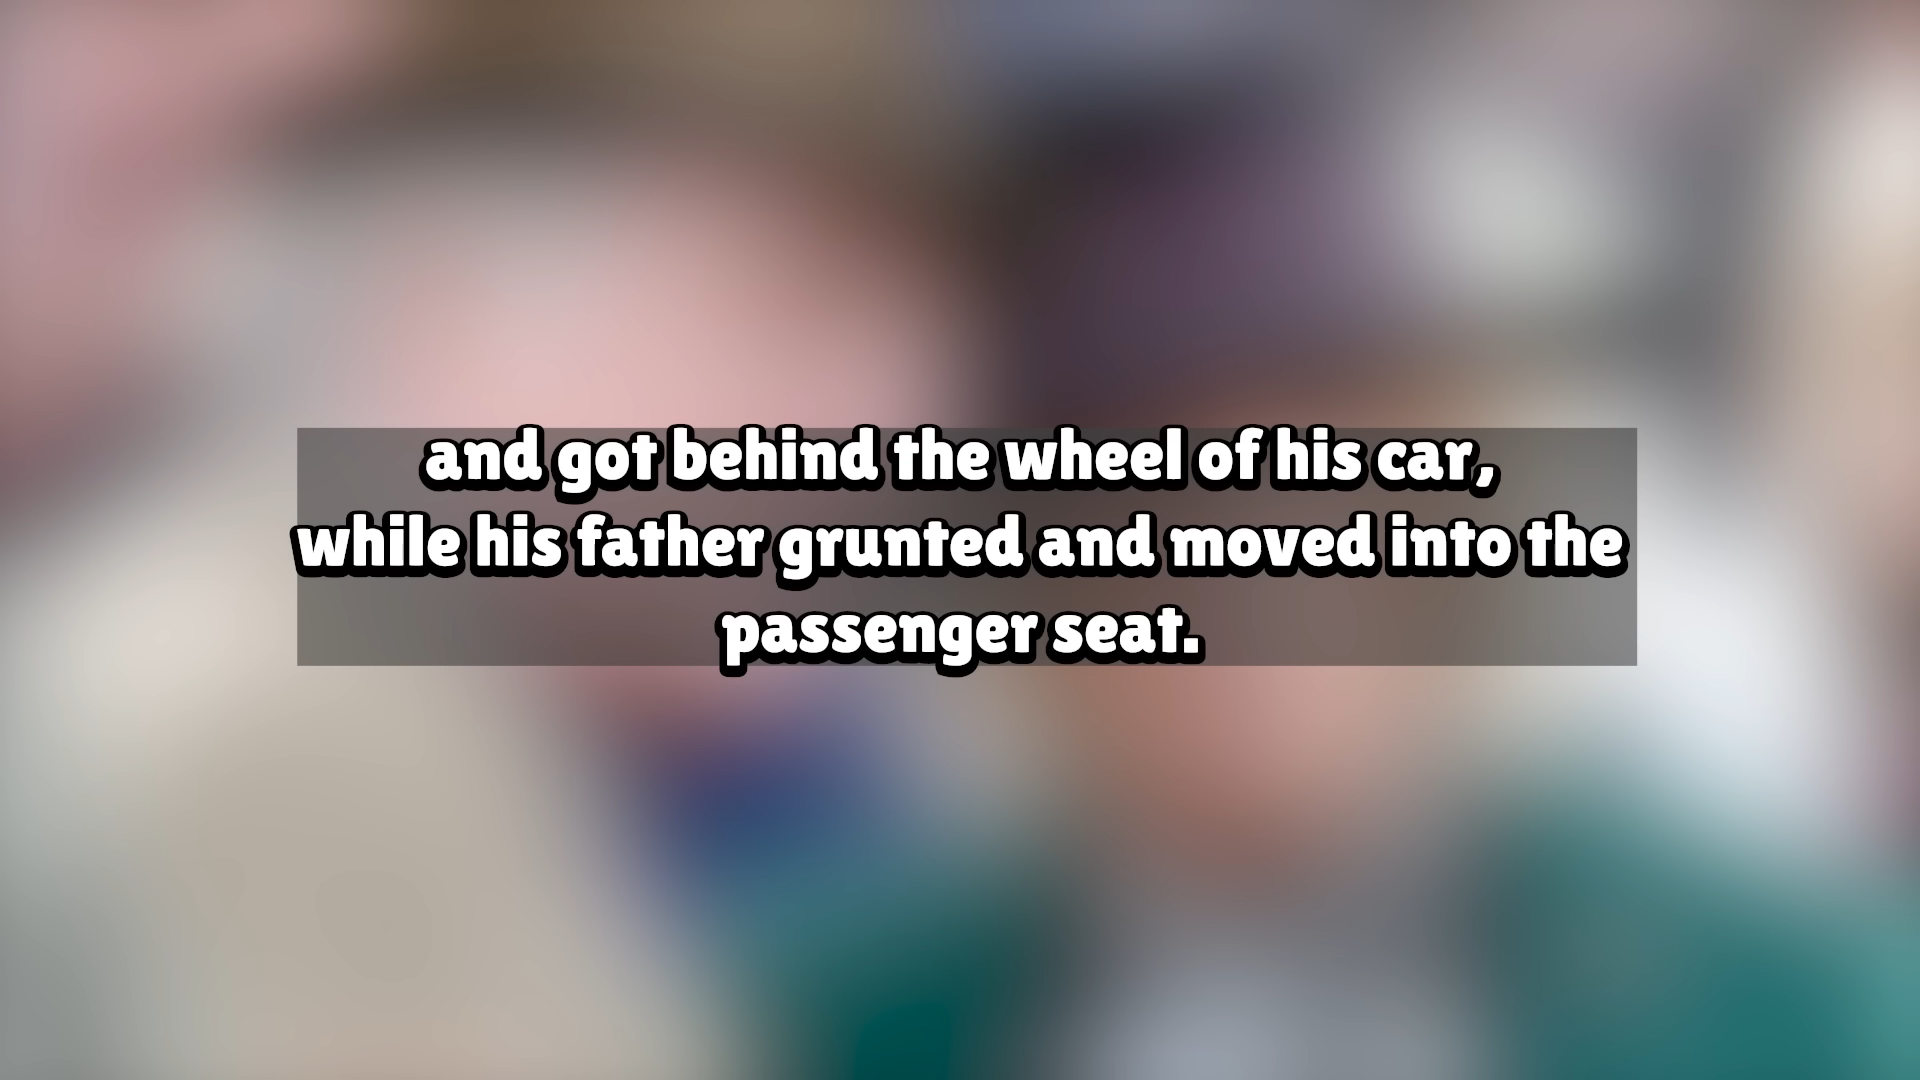 and got behind the wheel of his car,
while his father grunted and moved into the
passenger seat.